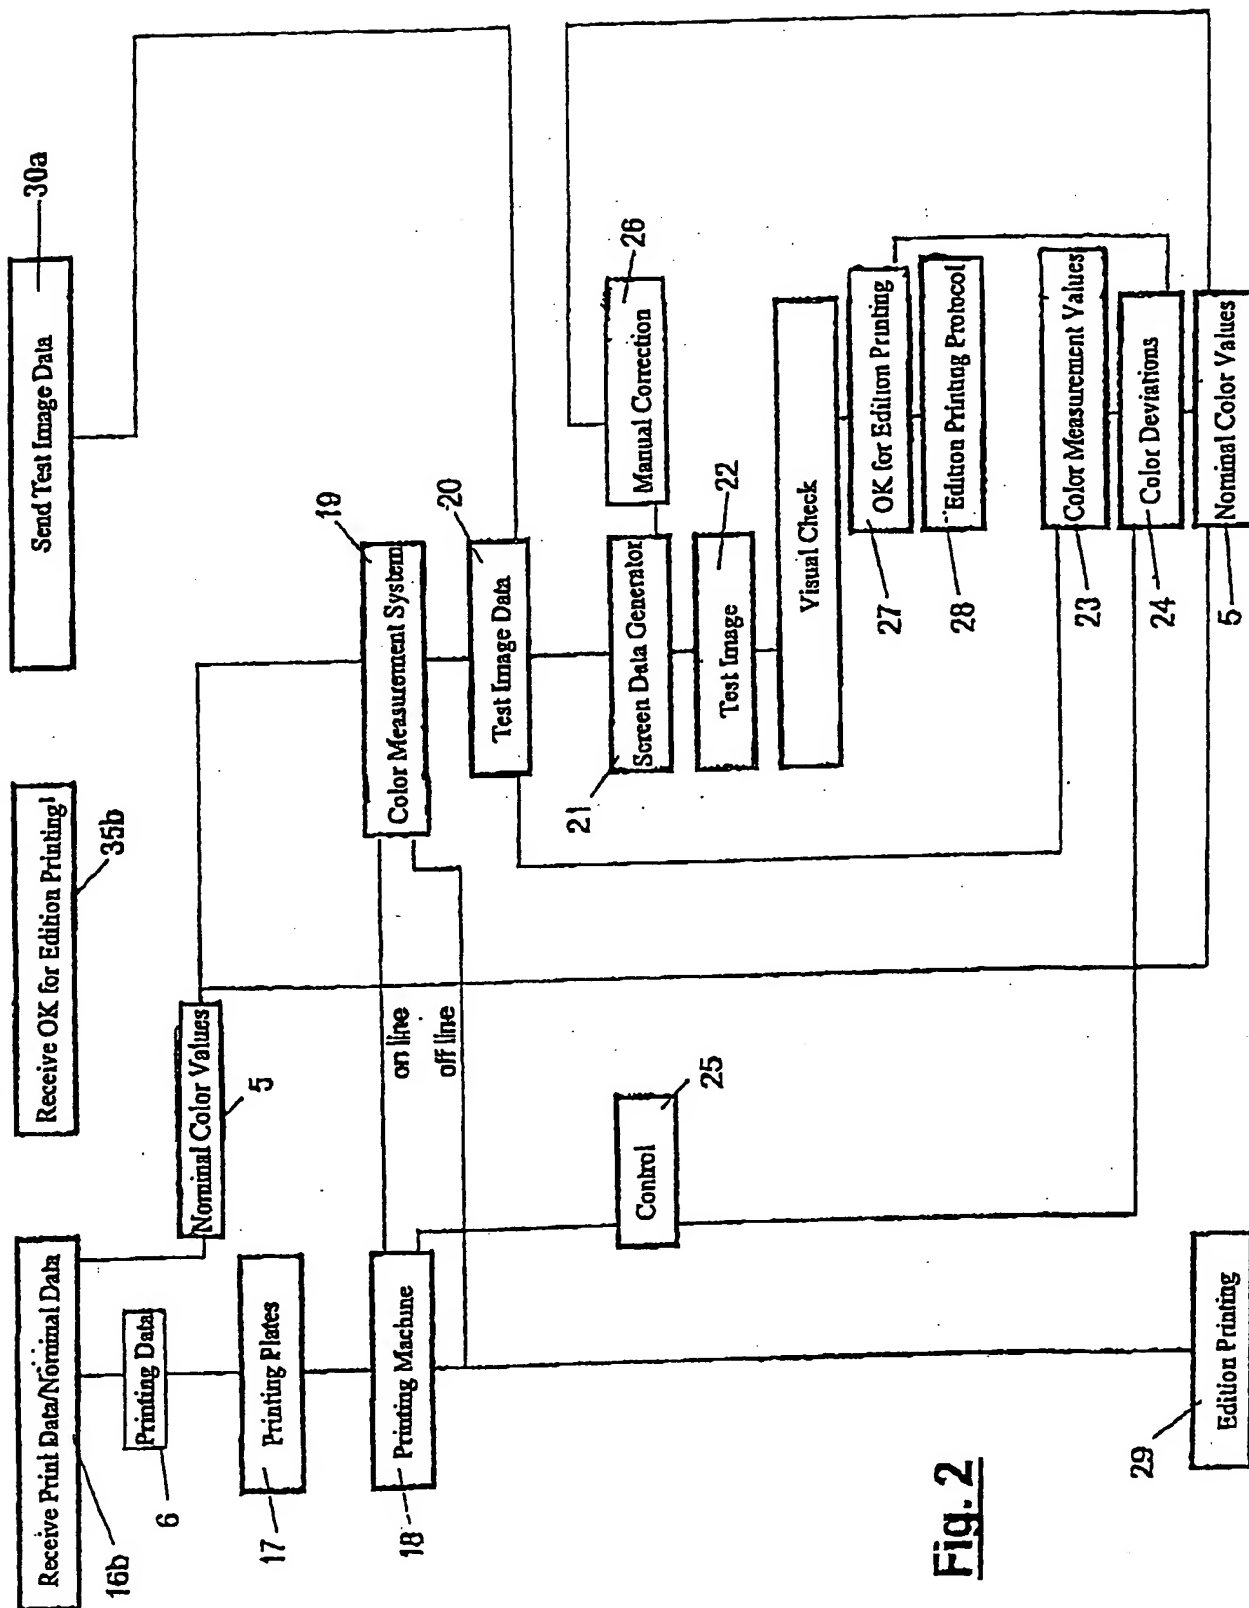 Receive Print Data/Nominal Data
16b
Receive OK for Edition Printing!
35b
Send Test Image Data
30a
Printing Data
6
Nominal Color Values
5
Printing Plates
17
Printing Machine
18
on line
off line
Color Measurement System
19
Test Image Data
20
Control
25
Screen Data Generator
21
Manual Correction
26
Test Image
22
Visual Check
OK for Edition Printing
27
Edition Printing Protocol
28
Color Measurement Values
23
Color Deviations
24
Nominal Color Values
5
Edition Printing
29
Fig. 2